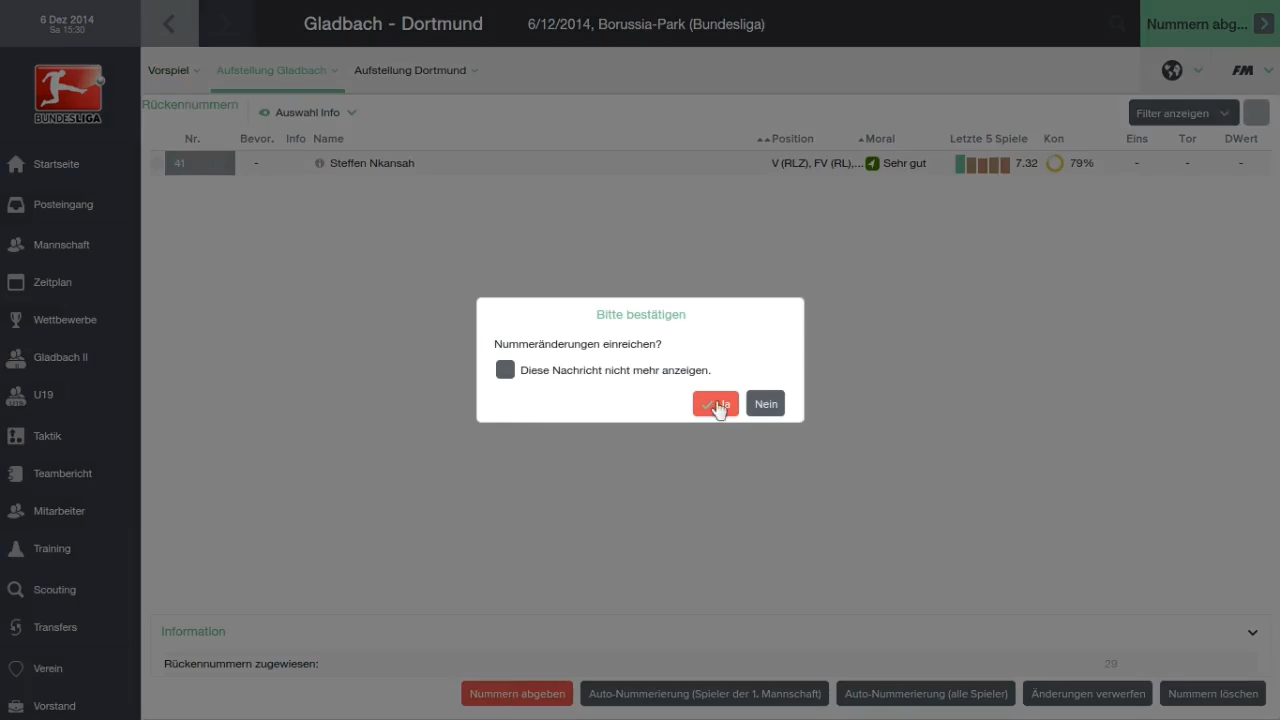 6 Dez 2014
Sa 15:30
Gladbach - Dortmund
6/12/2014, Borussia-Park (Bundesliga)
Nummern abg...
BUNDESLIGA
Vorspiel
Aufstellung Gladbach
Aufstellung Dortmund
FM
Rückennummern
Auswahl Info
Filter anzeigen
Nr. Bevor. Info Name Position Moral Letzte 5 Spiele Kon Eins Tor DWert
41 - Steffen Nkansah V (RLZ), FV (RL),... Sehr gut 7.32 79% - - -
Startseite
Posteingang
Mannschaft
Zeitplan
Wettbewerbe
Gladbach II
U19
Taktik
Teambericht
Mitarbeiter
Training
Scouting
Transfers
Verein
Vorstand
Bitte bestätigen
Nummeränderungen einreichen?
Diese Nachricht nicht mehr anzeigen.
Nein
Information
Rückennummern zugewiesen: 29
Nummern abgeben
Auto-Nummerierung (Spieler der 1. Mannschaft)
Auto-Nummerierung (alle Spieler)
Änderungen verwerfen
Nummern löschen